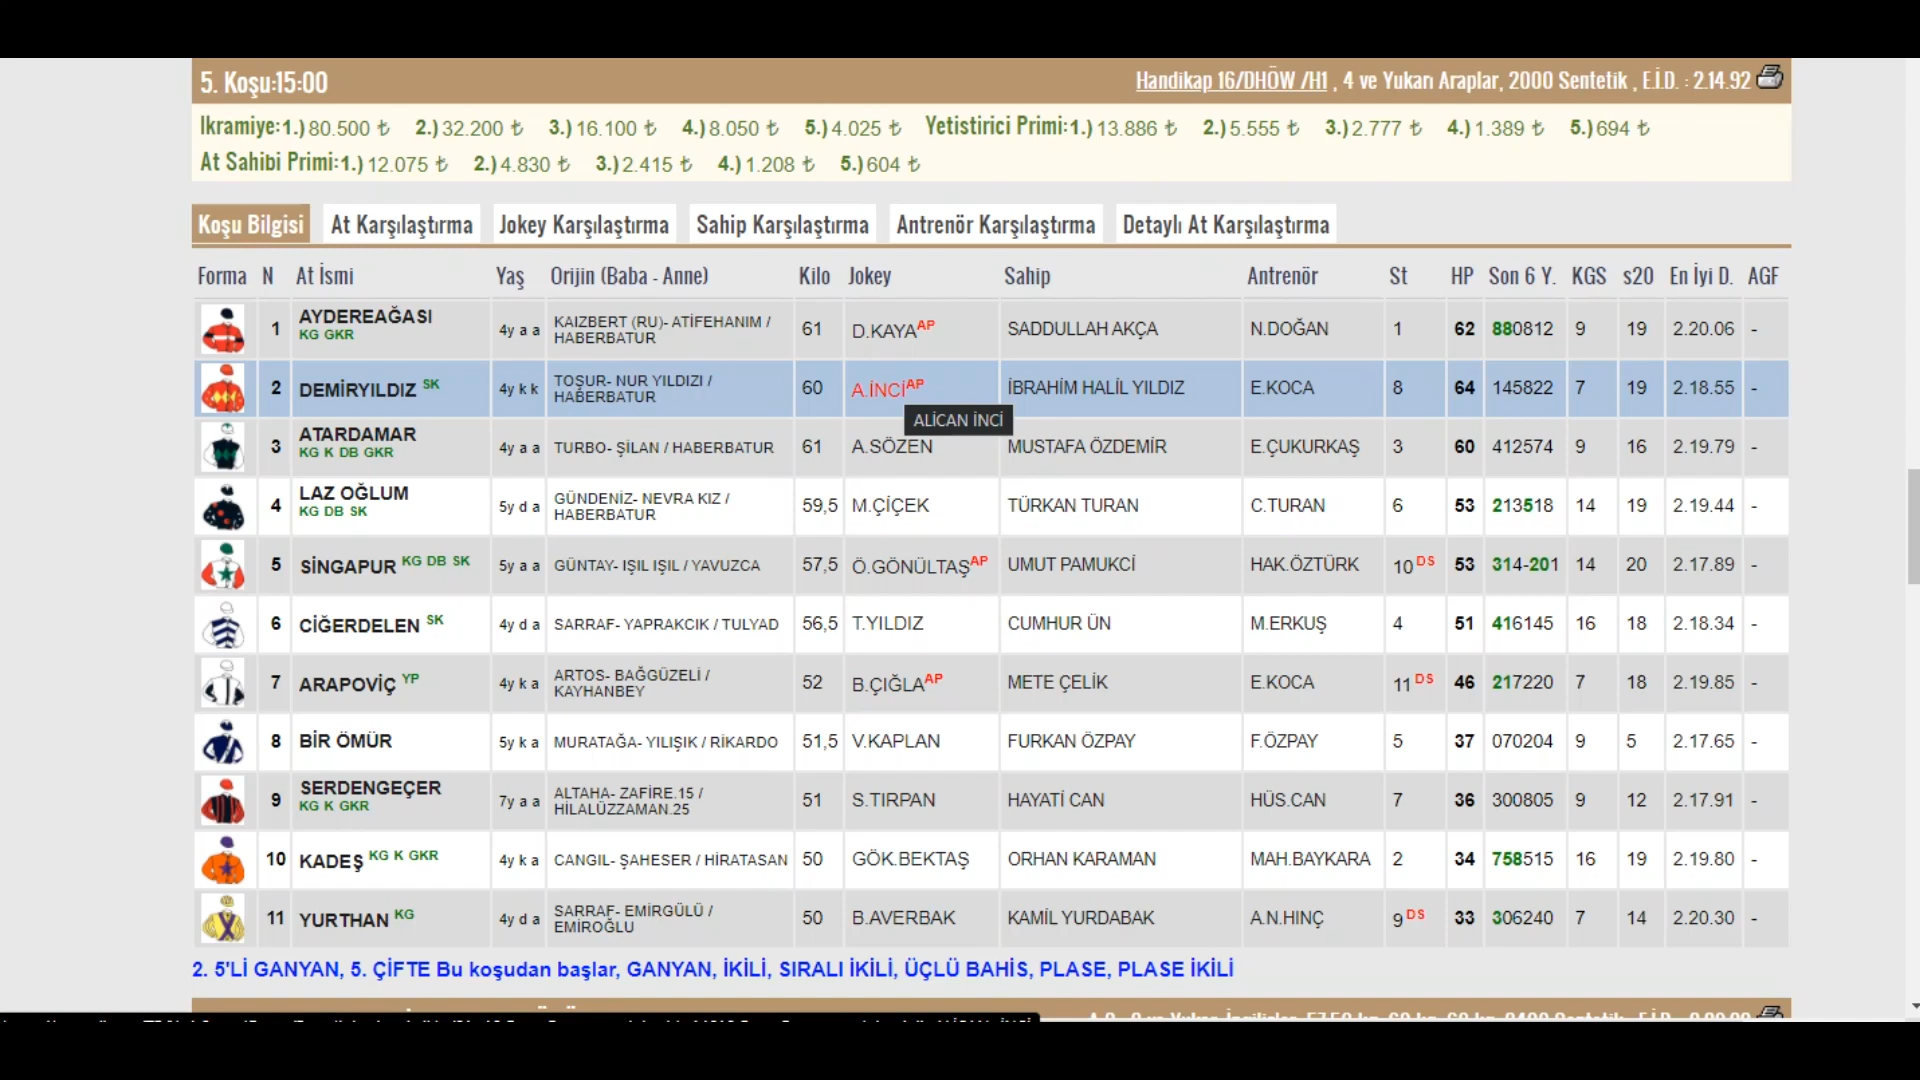 5. Koşu:15:00 Handikap 16/DHÖW /H1 , 4 ve Yukarı Araplar, 2000 Sentetik , E.İ.D. : 2.14.92
İkramiye:1.)80.500 ₺ 2.)32.200 ₺ 3.)16.100 ₺ 4.)8.050 ₺ 5.)4.025 ₺ Yetistirici Primi:1.)13.886 ₺ 2.)5.555 ₺ 3.)2.777 ₺ 4.)1.389 ₺ 5.)694 ₺
At Sahibi Primi:1.)12.075 ₺ 2.)4.830 ₺ 3.)2.415 ₺ 4.)1.208 ₺ 5.)604 ₺
Koşu Bilgisi At Karşılaştırma Jokey Karşılaştırma Sahip Karşılaştırma Antrenör Karşılaştırma Detaylı At Karşılaştırma
Forma N At İsmi Yaş Orijin (Baba - Anne) Kilo Jokey Sahip Antrenör St HP Son 6 Y. KGS s20 En İyi D. AGF
1 AYDEREAĞASI KG GKR 4y a a KAIZBERT (RU)- ATİFEHANIM / HABERBATUR 61 D.KAYA AP SADDULLAH AKÇA N.DOĞAN 1 62 880812 9 19 2.20.06 -
2 DEMİRYILDIZ SK 4y k k TOŞUR- NUR YILDIZI / HABERBATUR 60 A.İNCİ AP İBRAHİM HALİL YILDIZ E.KOCA 8 64 145822 7 19 2.18.55 -
ALİCAN İNCİ
3 ATARDAMAR KG K DB GKR 4y a a TURBO- ŞİLAN / HABERBATUR 61 A.SÖZEN MUSTAFA ÖZDEMİR E.ÇUKURKAŞ 3 60 412574 9 16 2.19.79 -
4 LAZ OĞLUM KG DB SK 5y d a GÜNDENİZ- NEVRA KIZ / HABERBATUR 59,5 M.ÇİÇEK TÜRKAN TURAN C.TURAN 6 53 213518 14 19 2.19.44 -
5 SİNGAPUR KG DB SK 5y a a GÜNTAY- IŞIL IŞIL / YAVUZCA 57,5 Ö.GÖNÜLTAŞ AP UMUT PAMUKCİ HAK.ÖZTÜRK 10 DS 53 314-201 14 20 2.17.89 -
6 CİĞERDELEN SK 4y d a SARRAF- YAPRAKCIK / TULYAD 56,5 T.YILDIZ CUMHUR ÜN M.ERKUŞ 4 51 416145 16 18 2.18.34 -
7 ARAPOVİÇ YP 4y k a ARTOS- BAĞGÜZELİ / KAYHANBEY 52 B.ÇIĞLA AP METE ÇELİK E.KOCA 11 DS 46 217220 7 18 2.19.85 -
8 BİR ÖMÜR 5y k a MURATAĞA- YILIŞIK / RİKARDO 51,5 V.KAPLAN FURKAN ÖZPAY F.ÖZPAY 5 37 070204 9 5 2.17.65 -
9 SERDENGEÇER KG K GKR 7y a a ALTAHA- ZAFİRE.15 / HİLALÜZZAMAN.25 51 S.TIRPAN HAYATİ CAN HÜS.CAN 7 36 300805 9 12 2.17.91 -
10 KADEŞ KG K GKR 4y k a CANGIL- ŞAHESER / HİRATASAN 50 GÖK.BEKTAŞ ORHAN KARAMAN MAH.BAYKARA 2 34 758515 16 19 2.19.80 -
11 YURTHAN KG 4y d a SARRAF- EMİRGÜLÜ / EMİROĞLU 50 B.AVERBAK KAMİL YURDABAK A.N.HINÇ 9 DS 33 306240 7 14 2.20.30 -
2. 5'Lİ GANYAN, 5. ÇİFTE Bu koşudan başlar, GANYAN, İKİLİ, SIRALI İKİLİ, ÜÇLÜ BAHİS, PLASE, PLASE İKİLİ